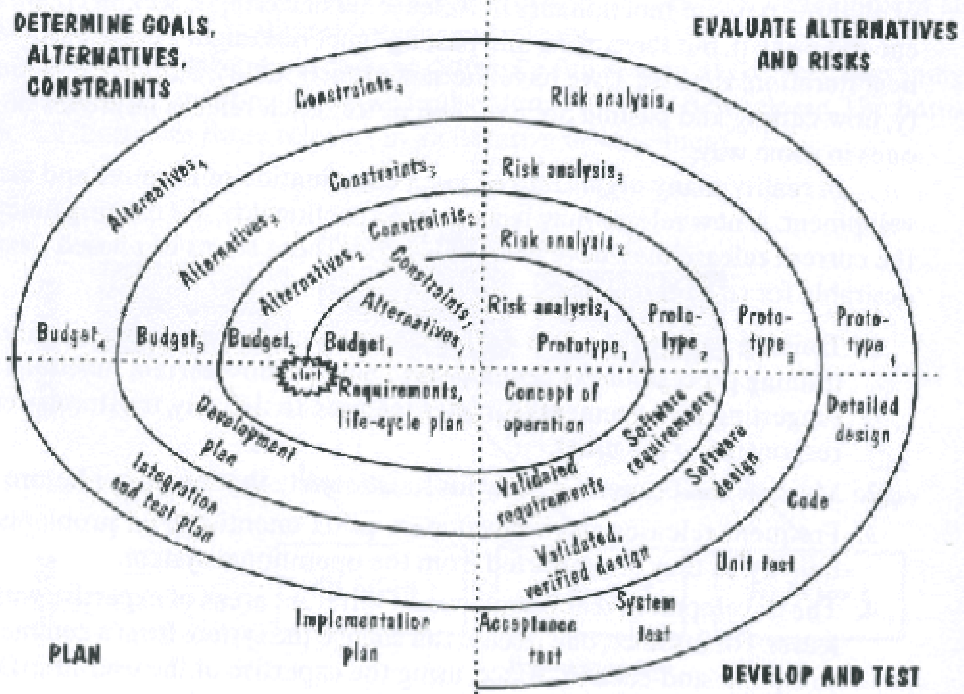 DETERMINE GOALS,
ALTERNATIVES,
CONSTRAINTS
EVALUATE ALTERNATIVES
AND RISKS
Constraints₄
Risk analysis₄
Alternatives₄
Constraints₃
Risk analysis₃
Alternatives₃
Constraints₂
Risk analysis₂
Alternatives₂
Constraints₁
Alternatives₁
Risk analysis₁
Budget₄
Budget₃
Budget₂
Budget₁
Prototype₁
Proto-
type₂
Proto-
type₃
Proto-
type₄
start
Requirements,
life-cycle plan
Concept of
operation
Software
requirements
Software
design
Detailed
design
Development
plan
Validated
requirements
Integration
and test plan
Code
Validated,
verified design
Unit test
System
test
Implementation
plan
Acceptance
test
PLAN
DEVELOP AND TEST